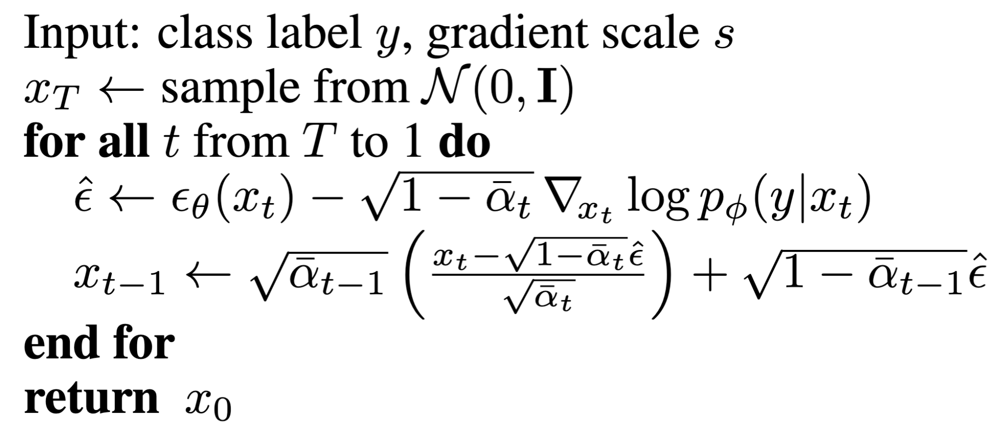 Input: class label $y$, gradient scale $s$
$x_T \leftarrow$ sample from $\mathcal{N}(0, \mathbf{I})$
**for all** $t$ from $T$ to 1 **do**
$\hat{\epsilon} \leftarrow \epsilon_\theta(x_t) - \sqrt{1 - \bar{\alpha}_t} \nabla_{x_t} \log p_\phi(y|x_t)$
$x_{t-1} \leftarrow \sqrt{\bar{\alpha}_{t-1}} \left( \frac{x_t - \sqrt{1 - \bar{\alpha}_t} \hat{\epsilon}}{\sqrt{\bar{\alpha}_t}} \right) + \sqrt{1 - \bar{\alpha}_{t-1}} \hat{\epsilon}$
**end for**
**return** $x_0$